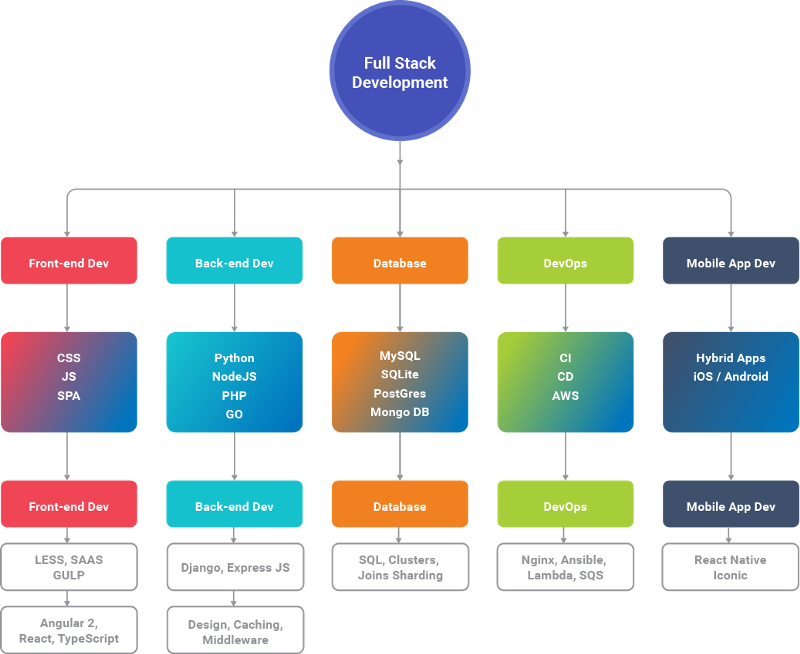 Full Stack
Development
Front-end Dev
Back-end Dev
Database
DevOps
Mobile App Dev
CSS
JS
SPA
Python
NodeJS
PHP
GO
MySQL
SQLite
PostGres
Mongo DB
CI
CD
AWS
Hybrid Apps
iOS / Android
Front-end Dev
Back-end Dev
Database
DevOps
Mobile App Dev
LESS, SAAS
GULP
Django, Express JS
SQL, Clusters,
Joins Sharding
Nginx, Ansible,
Lambda, SQS
React Native
Iconic
Angular 2,
React, TypeScript
Design, Caching,
Middleware